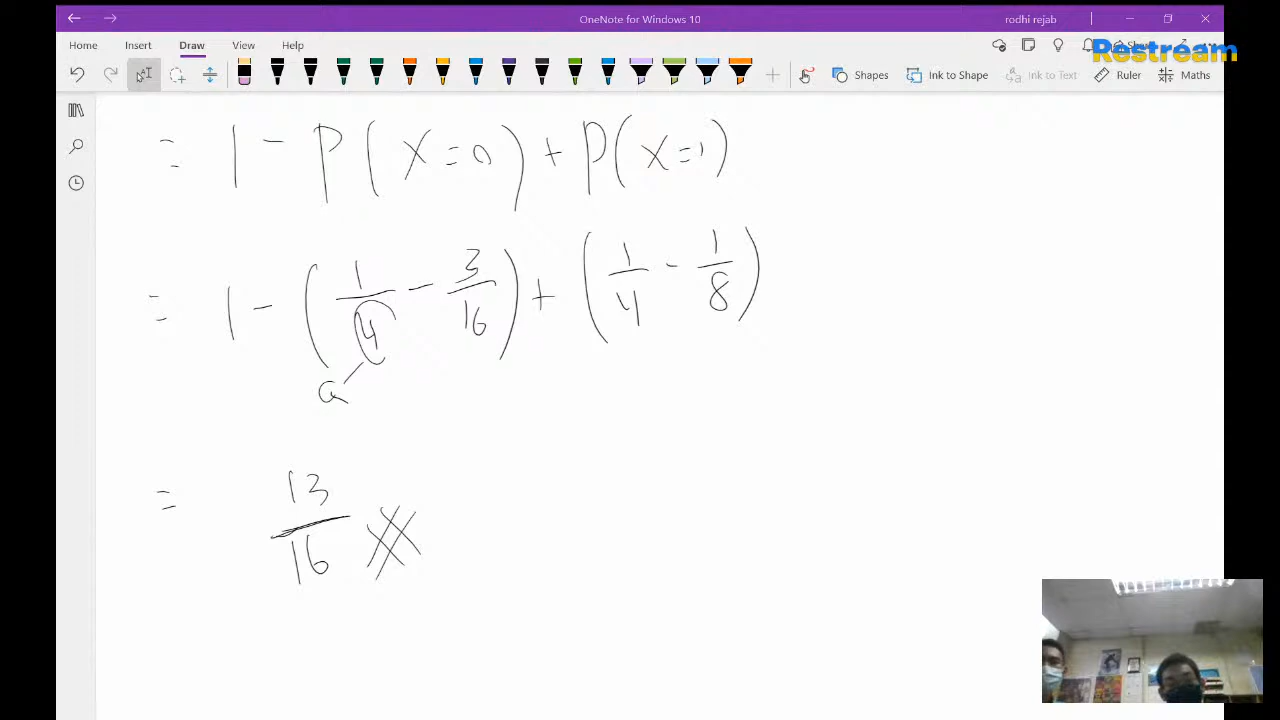 OneNote for Windows 10
rodhi rejab
Home Insert Draw View Help
Restream
Shapes Ink to Shape Ink to Text Ruler Maths
= 1 - P(X=0) + P(X=1)
= 1 - (1/4 - 3/16) + (1/4 - 1/8)
a
= 13/16